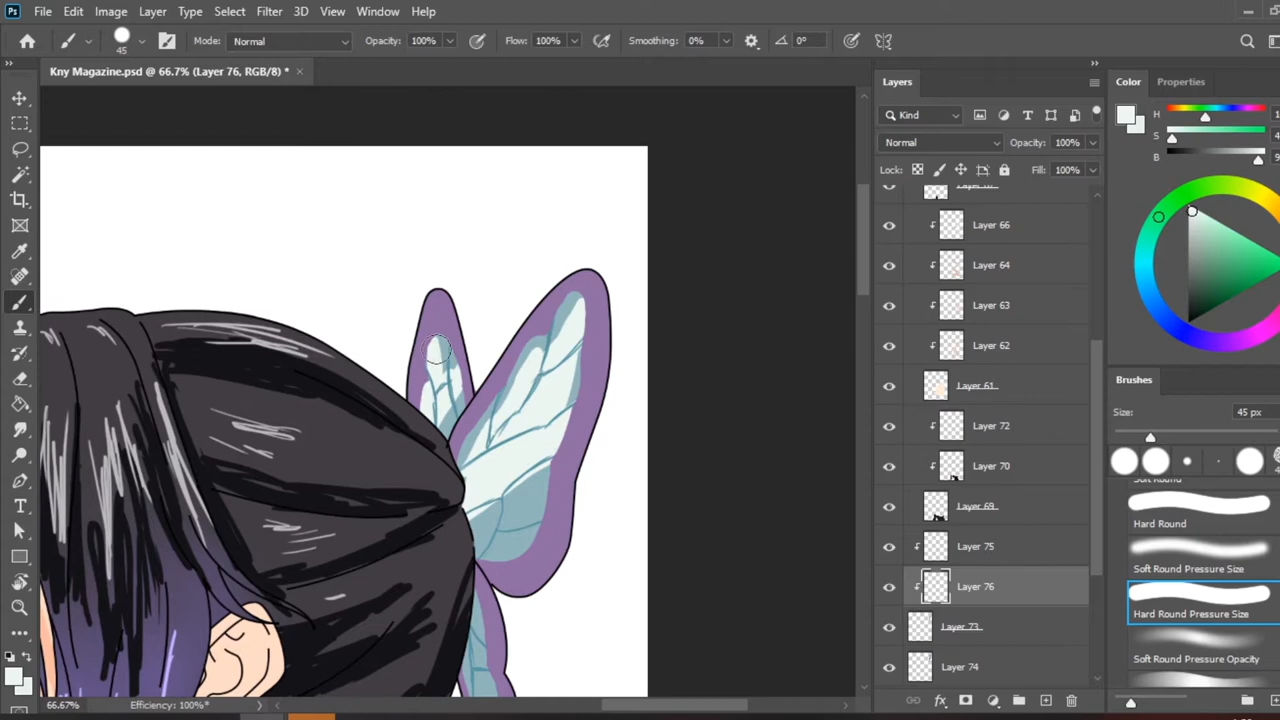 Ps File Edit Image Layer Type Select Filter 3D View Window Help
45 Mode: Normal Opacity: 100% Flow: 100% Smoothing: 0% 0°
Kny Magazine.psd @ 66.7% (Layer 76, RGB/8) *
Layers
Color Properties
Kind
Normal Opacity: 100%
Lock: Fill: 100%
H
S
B
Layer 66
Layer 64
Layer 63
Layer 62
Layer 61
Layer 72
Layer 70
Layer 69
Layer 75
Layer 76
Layer 73
Layer 74
Brushes
Size: 45 px
Soft Round
Hard Round
Soft Round Pressure Size
Hard Round Pressure Size
Soft Round Pressure Opacity
66.67% Efficiency: 100%*